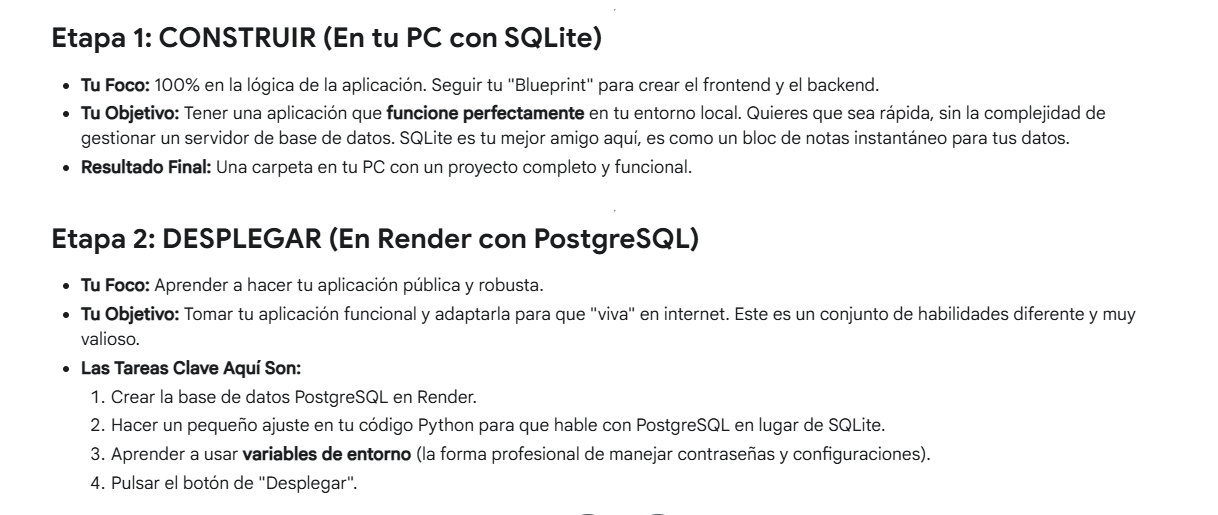 Etapa 1: CONSTRUIR (En tu PC con SQLite)
• Tu Foco: 100% en la lógica de la aplicación. Seguir tu "Blueprint" para crear el frontend y el backend.
• Tu Objetivo: Tener una aplicación que funcione perfectamente en tu entorno local. Quieres que sea rápida, sin la complejidad de
gestionar un servidor de base de datos. SQLite es tu mejor amigo aquí, es como un bloc de notas instantáneo para tus datos.
• Resultado Final: Una carpeta en tu PC con un proyecto completo y funcional.
Etapa 2: DESPLEGAR (En Render con PostgreSQL)
• Tu Foco: Aprender a hacer tu aplicación pública y robusta.
• Tu Objetivo: Tomar tu aplicación funcional y adaptarla para que "viva" en internet. Este es un conjunto de habilidades diferente y muy
valioso.
• Las Tareas Clave Aquí Son:
1. Crear la base de datos PostgreSQL en Render.
2. Hacer un pequeño ajuste en tu código Python para que hable con PostgreSQL en lugar de SQLite.
3. Aprender a usar variables de entorno (la forma profesional de manejar contraseñas y configuraciones).
4. Pulsar el botón de "Desplegar".